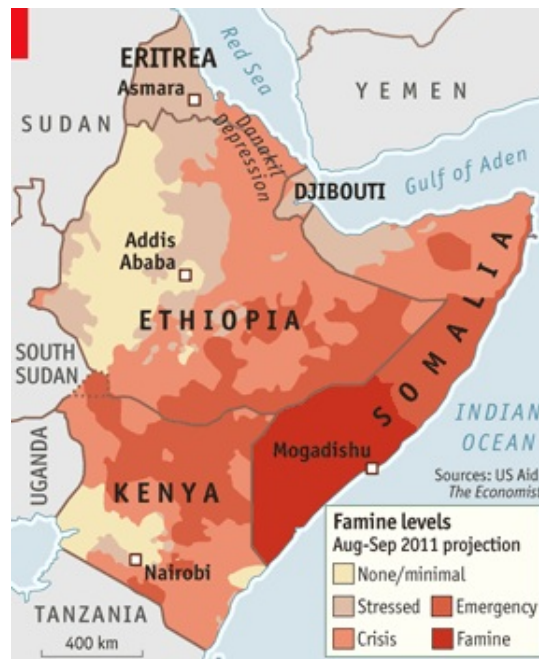 ERITREA
Asmara
Red Sea
YEMEN
SUDAN
Danakil
Depression
DJIBOUTI
Gulf of Aden
Addis
Ababa
ETHIOPIA
SOMALIA
SOUTH
SUDAN
INDIAN
OCEAN
UGANDA
Mogadishu
KENYA
Sources: US Aid
The Economist
Nairobi
TANZANIA
400 km
Famine levels
Aug-Sep 2011 projection
None/minimal
Stressed
Emergency
Crisis
Famine